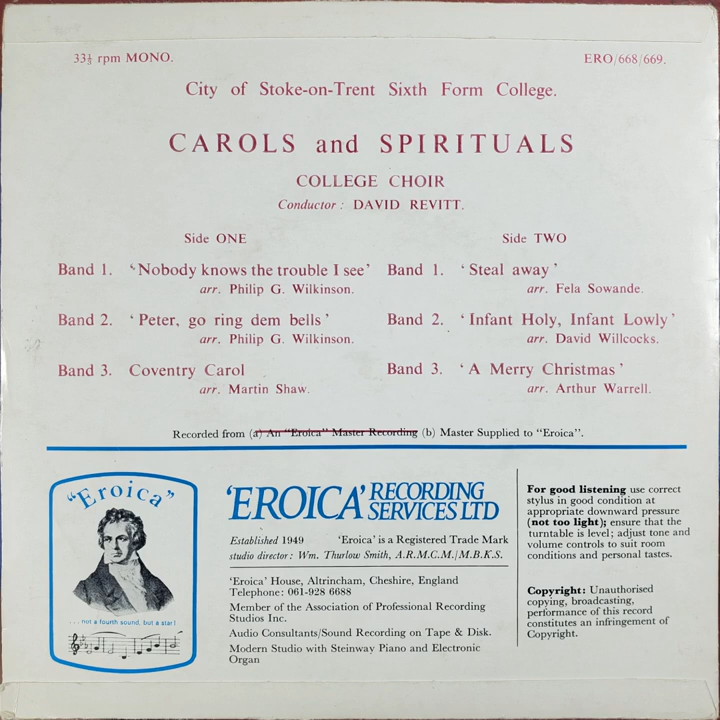 33⅓ rpm MONO.
ERO/668/669.
City of Stoke-on-Trent Sixth Form College.
CAROLS and SPIRITUALS
COLLEGE CHOIR
Conductor : DAVID REVITT.
Side ONE
Band 1. ‘Nobody knows the trouble I see’
arr. Philip G. Wilkinson.
Band 2. ‘Peter, go ring dem bells’
arr. Philip G. Wilkinson.
Band 3. Coventry Carol
arr. Martin Shaw.
Side TWO
Band 1. ‘Steal away’
arr. Fela Sowande.
Band 2. ‘Infant Holy, Infant Lowly’
arr. David Willcocks.
Band 3. ‘A Merry Christmas’
arr. Arthur Warrell.
Recorded from (a) An “Eroica” Master Recording (b) Master Supplied to “Eroica”.
“Eroica”
. . . not a fourth sound, but a star!
‘EROICA’ RECORDING
SERVICES LTD
Established 1949 ‘Eroica’ is a Registered Trade Mark
studio director: Wm. Thurlow Smith, A.R.M.C.M./M.B.K.S.
‘Eroica’ House, Altrincham, Cheshire, England
Telephone: 061-928 6688
Member of the Association of Professional Recording
Studios Inc.
Audio Consultants/Sound Recording on Tape & Disk.
Modern Studio with Steinway Piano and Electronic
Organ
For good listening use correct
stylus in good condition at
appropriate downward pressure
(not too light); ensure that the
turntable is level; adjust tone and
volume controls to suit room
conditions and personal tastes.
Copyright: Unauthorised
copying, broadcasting,
performance of this record
constitutes an infringement of
Copyright.